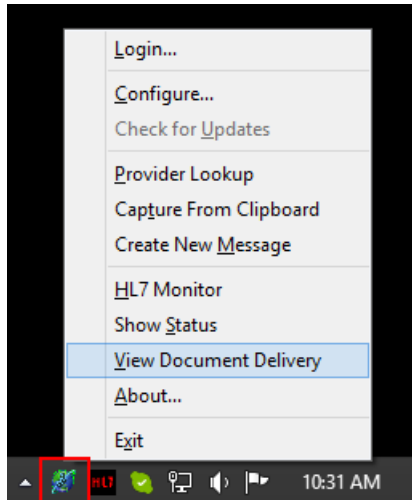 Login...
Configure...
Check for Updates
Provider Lookup
Capture From Clipboard
Create New Message
HL7 Monitor
Show Status
View Document Delivery
About...
Exit
HL7
10:31 AM